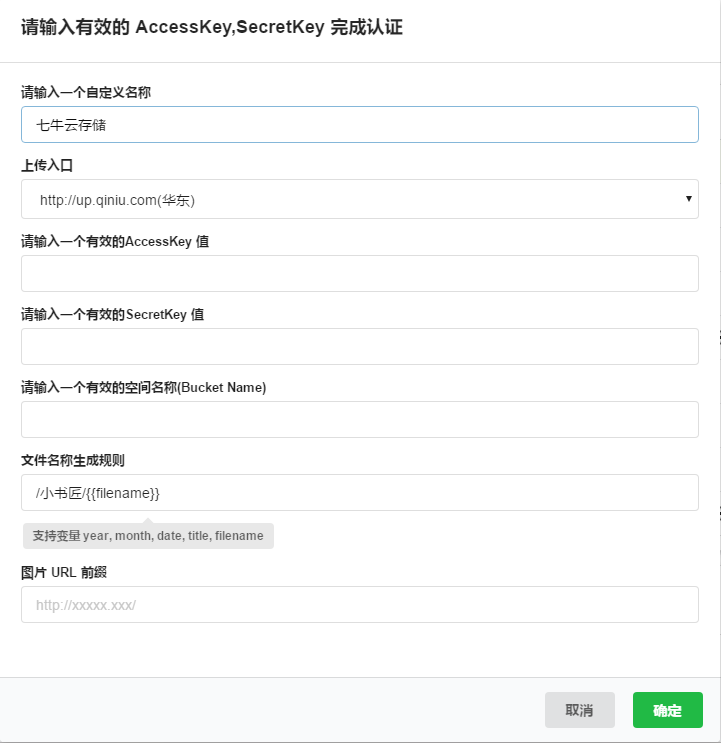 请输入有效的 AccessKey,SecretKey 完成认证
请输入一个自定义名称
七牛云存储
上传入口
http://up.qiniu.com(华东)
请输入一个有效的AccessKey 值
请输入一个有效的SecretKey 值
请输入一个有效的空间名称(Bucket Name)
文件名称生成规则
/小书匠/{{filename}}
支持变量 year, month, date, title, filename
图片 URL 前缀
http://xxxxx.xxx/
取消
确定